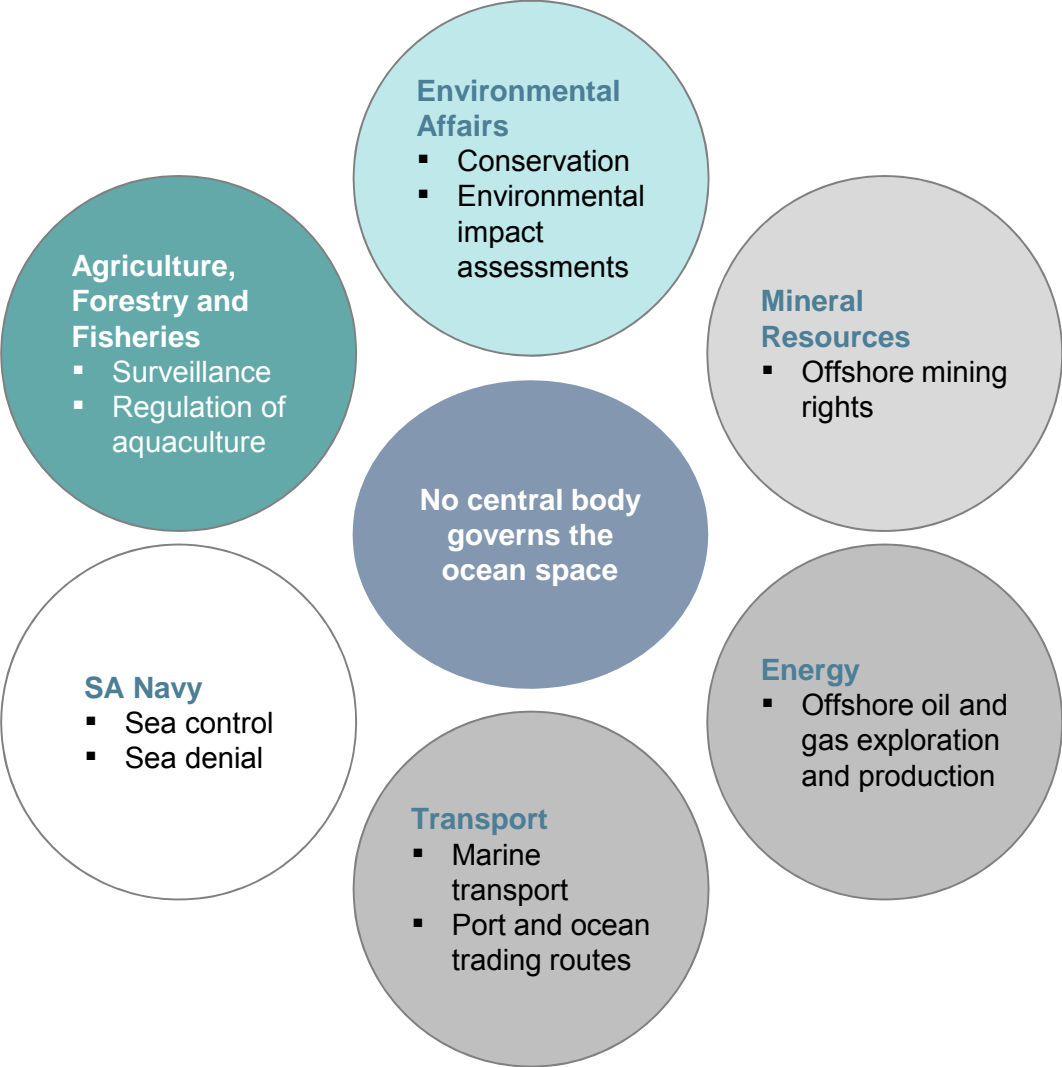 Environmental
Affairs
▪ Conservation
▪ Environmental
impact
assessments
Agriculture,
Forestry and
Fisheries
▪ Surveillance
▪ Regulation of
aquaculture
Mineral
Resources
▪ Offshore mining
rights
No central body
governs the
ocean space
SA Navy
▪ Sea control
▪ Sea denial
Energy
▪ Offshore oil and
gas exploration
and production
Transport
▪ Marine
transport
▪ Port and ocean
trading routes